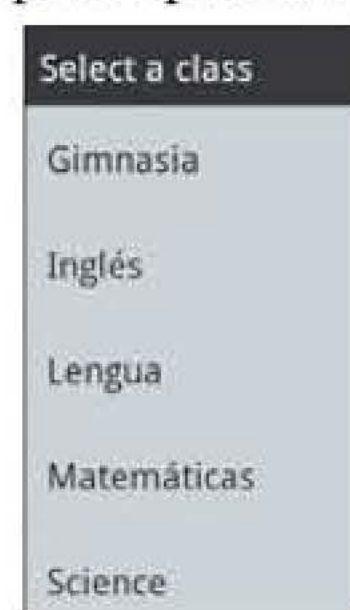 Select a class
Gimnasia
Inglés
Lengua
Matemáticas
Science